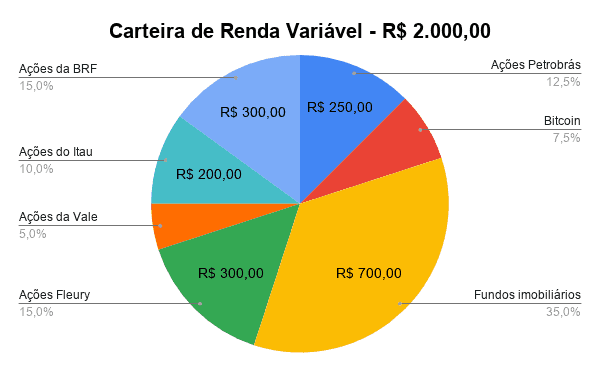 Carteira de Renda Variável - R$ 2.000,00
Ações da BRF
15,0%
Ações Petrobrás
12,5%
R$ 300,00
R$ 250,00
Bitcoin
7,5%
Ações do Itau
10,0%
R$ 200,00
Ações da Vale
5,0%
R$ 300,00
R$ 700,00
Ações Fleury
15,0%
Fundos imobiliários
35,0%